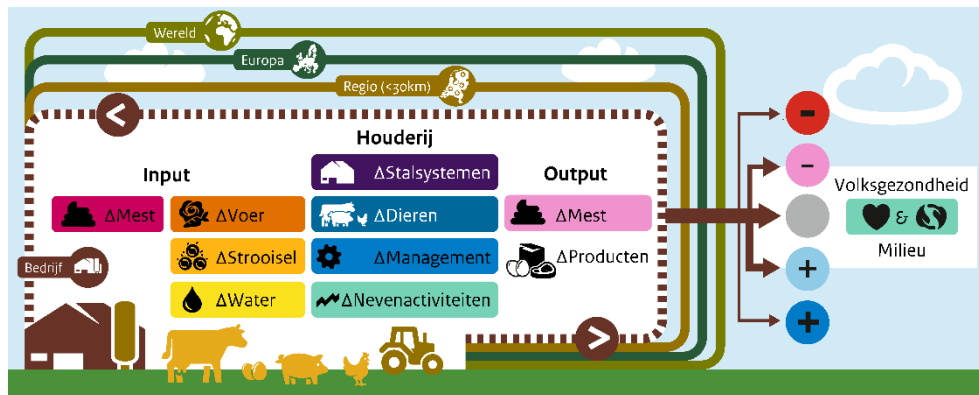 Wereld
Europa
Regio (<30km)
Houderij
Input
Output
ΔStalsystemen
ΔMest
ΔVoer
ΔDieren
ΔMest
ΔStrooisel
ΔManagement
ΔProducten
Bedrijf
ΔWater
ΔNevenactiviteiten
Volksgezondheid
&
Milieu